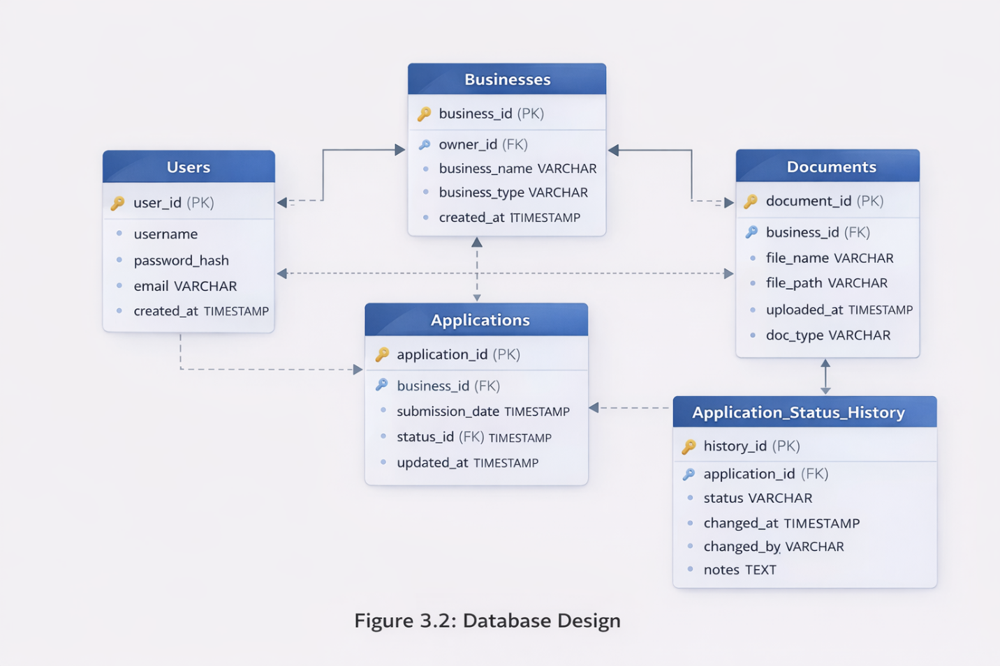 Businesses
business_id (PK)
owner_id (FK)
business_name VARCHAR
business_type VARCHAR
created_at ITIMESTAMP
Users
user_id (PK)
username
password_hash
email VARCHAR
created_at TIMESTAMP
Documents
document_id (PK)
business_id (FK)
file_name VARCHAR
file_path VARCHAR
uploaded_at TIMESTAMP
doc_type VARCHAR
Applications
application_id (PK)
business_id (FK)
submission_date TIMESTAMP
status_id (FK) TIMESTAMP
updated_at TIMESTAMP
Application_Status_History
history_id (PK)
application_id (FK)
status VARCHAR
changed_at TIMESTAMP
changed_by VARCHAR
notes TEXT
Figure 3.2: Database Design